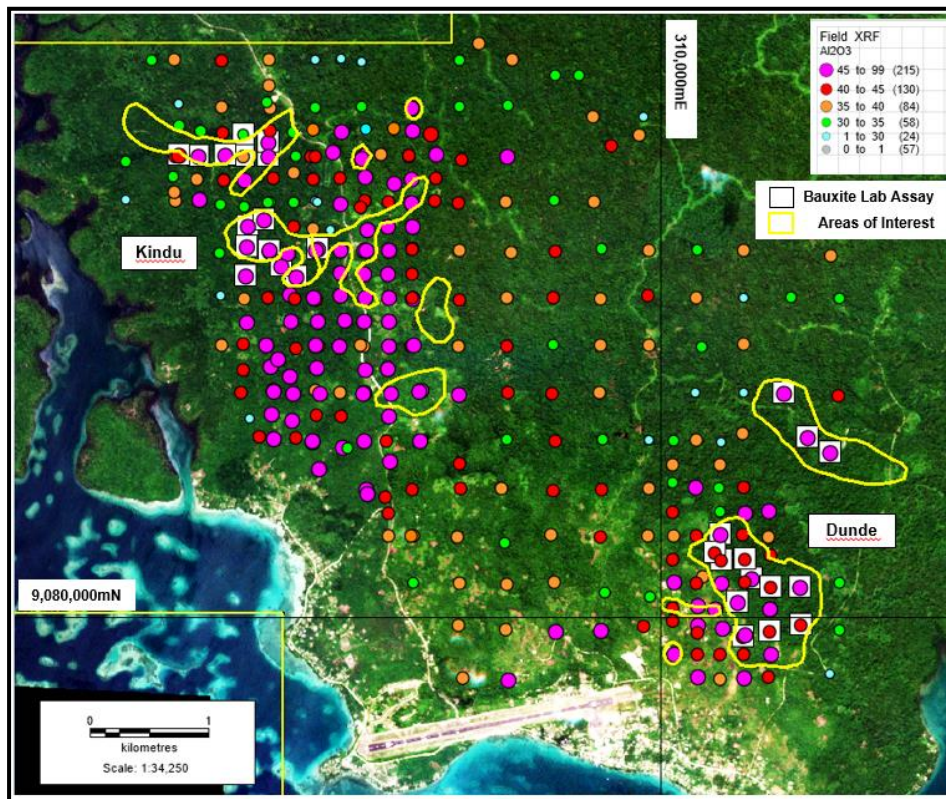 Field XRF
Al2O3
45 to 99 (215)
40 to 45 (130)
35 to 40 (84)
30 to 35 (58)
1 to 30 (24)
0 to 1 (57)
310,000mE
Bauxite Lab Assay
Areas of Interest
Kindu
Dunde
9,080,000mN
0 1
kilometres
Scale: 1:34,250